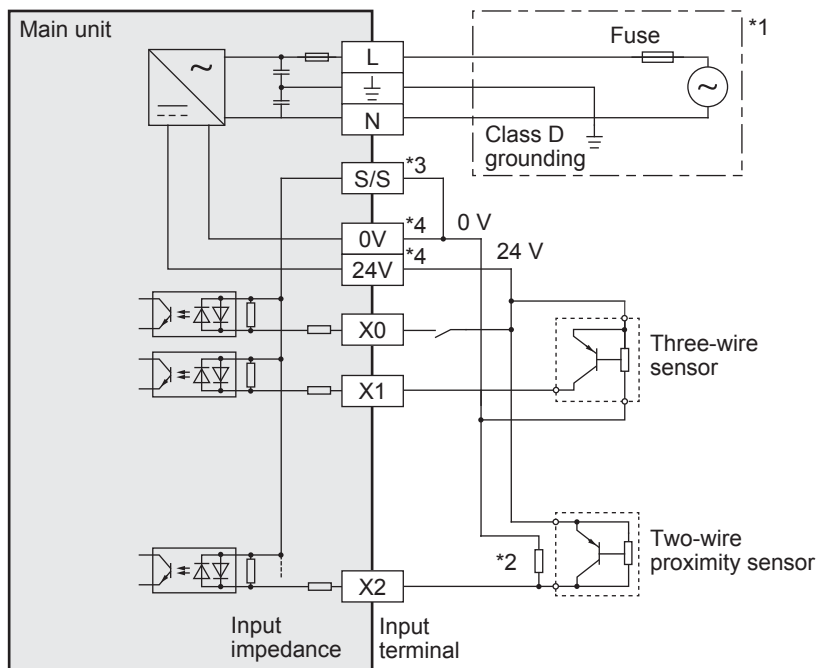 Main unit
L
N
Fuse
*1
Class D
grounding
S/S
*3
0V
*4
0 V
24V
*4
24 V
X0
Three-wire
sensor
X1
*2
Two-wire
proximity sensor
X2
Input
impedance
Input
terminal